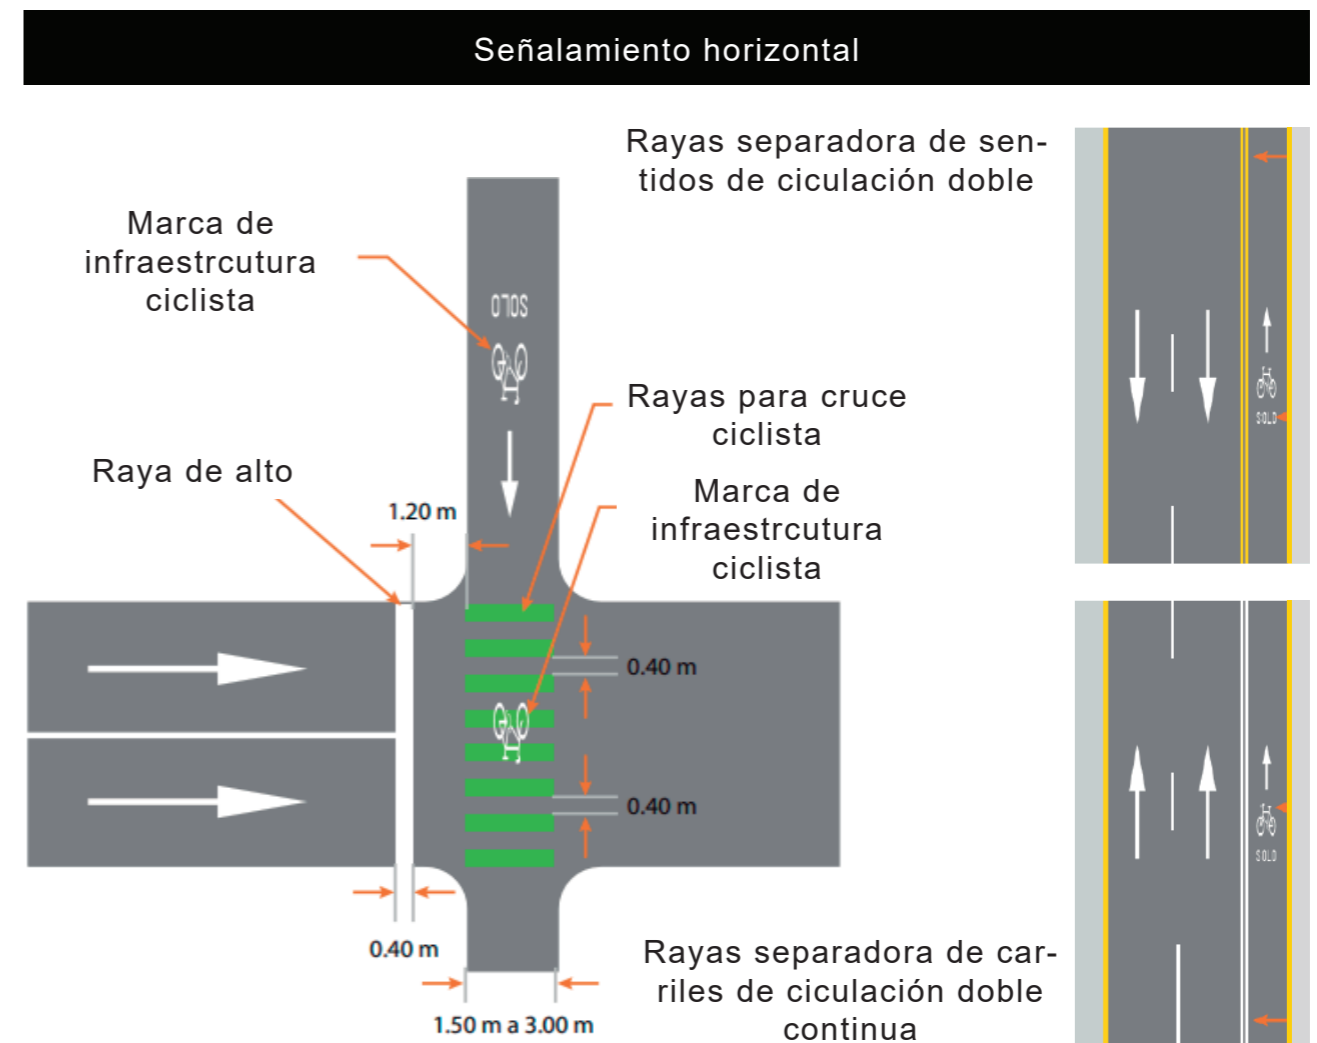 Señalamiento horizontal
Rayas separadora de sen-
tidos de ciculación doble
Marca de
infraestrcutura
ciclista
SOLO
Rayas para cruce
ciclista
SOLO
Raya de alto
Marca de
infraestrcutura
ciclista
1.20 m
0.40 m
0.40 m
SOLO
0.40 m
Rayas separadora de car-
riles de ciculación doble
continua
1.50 m a 3.00 m